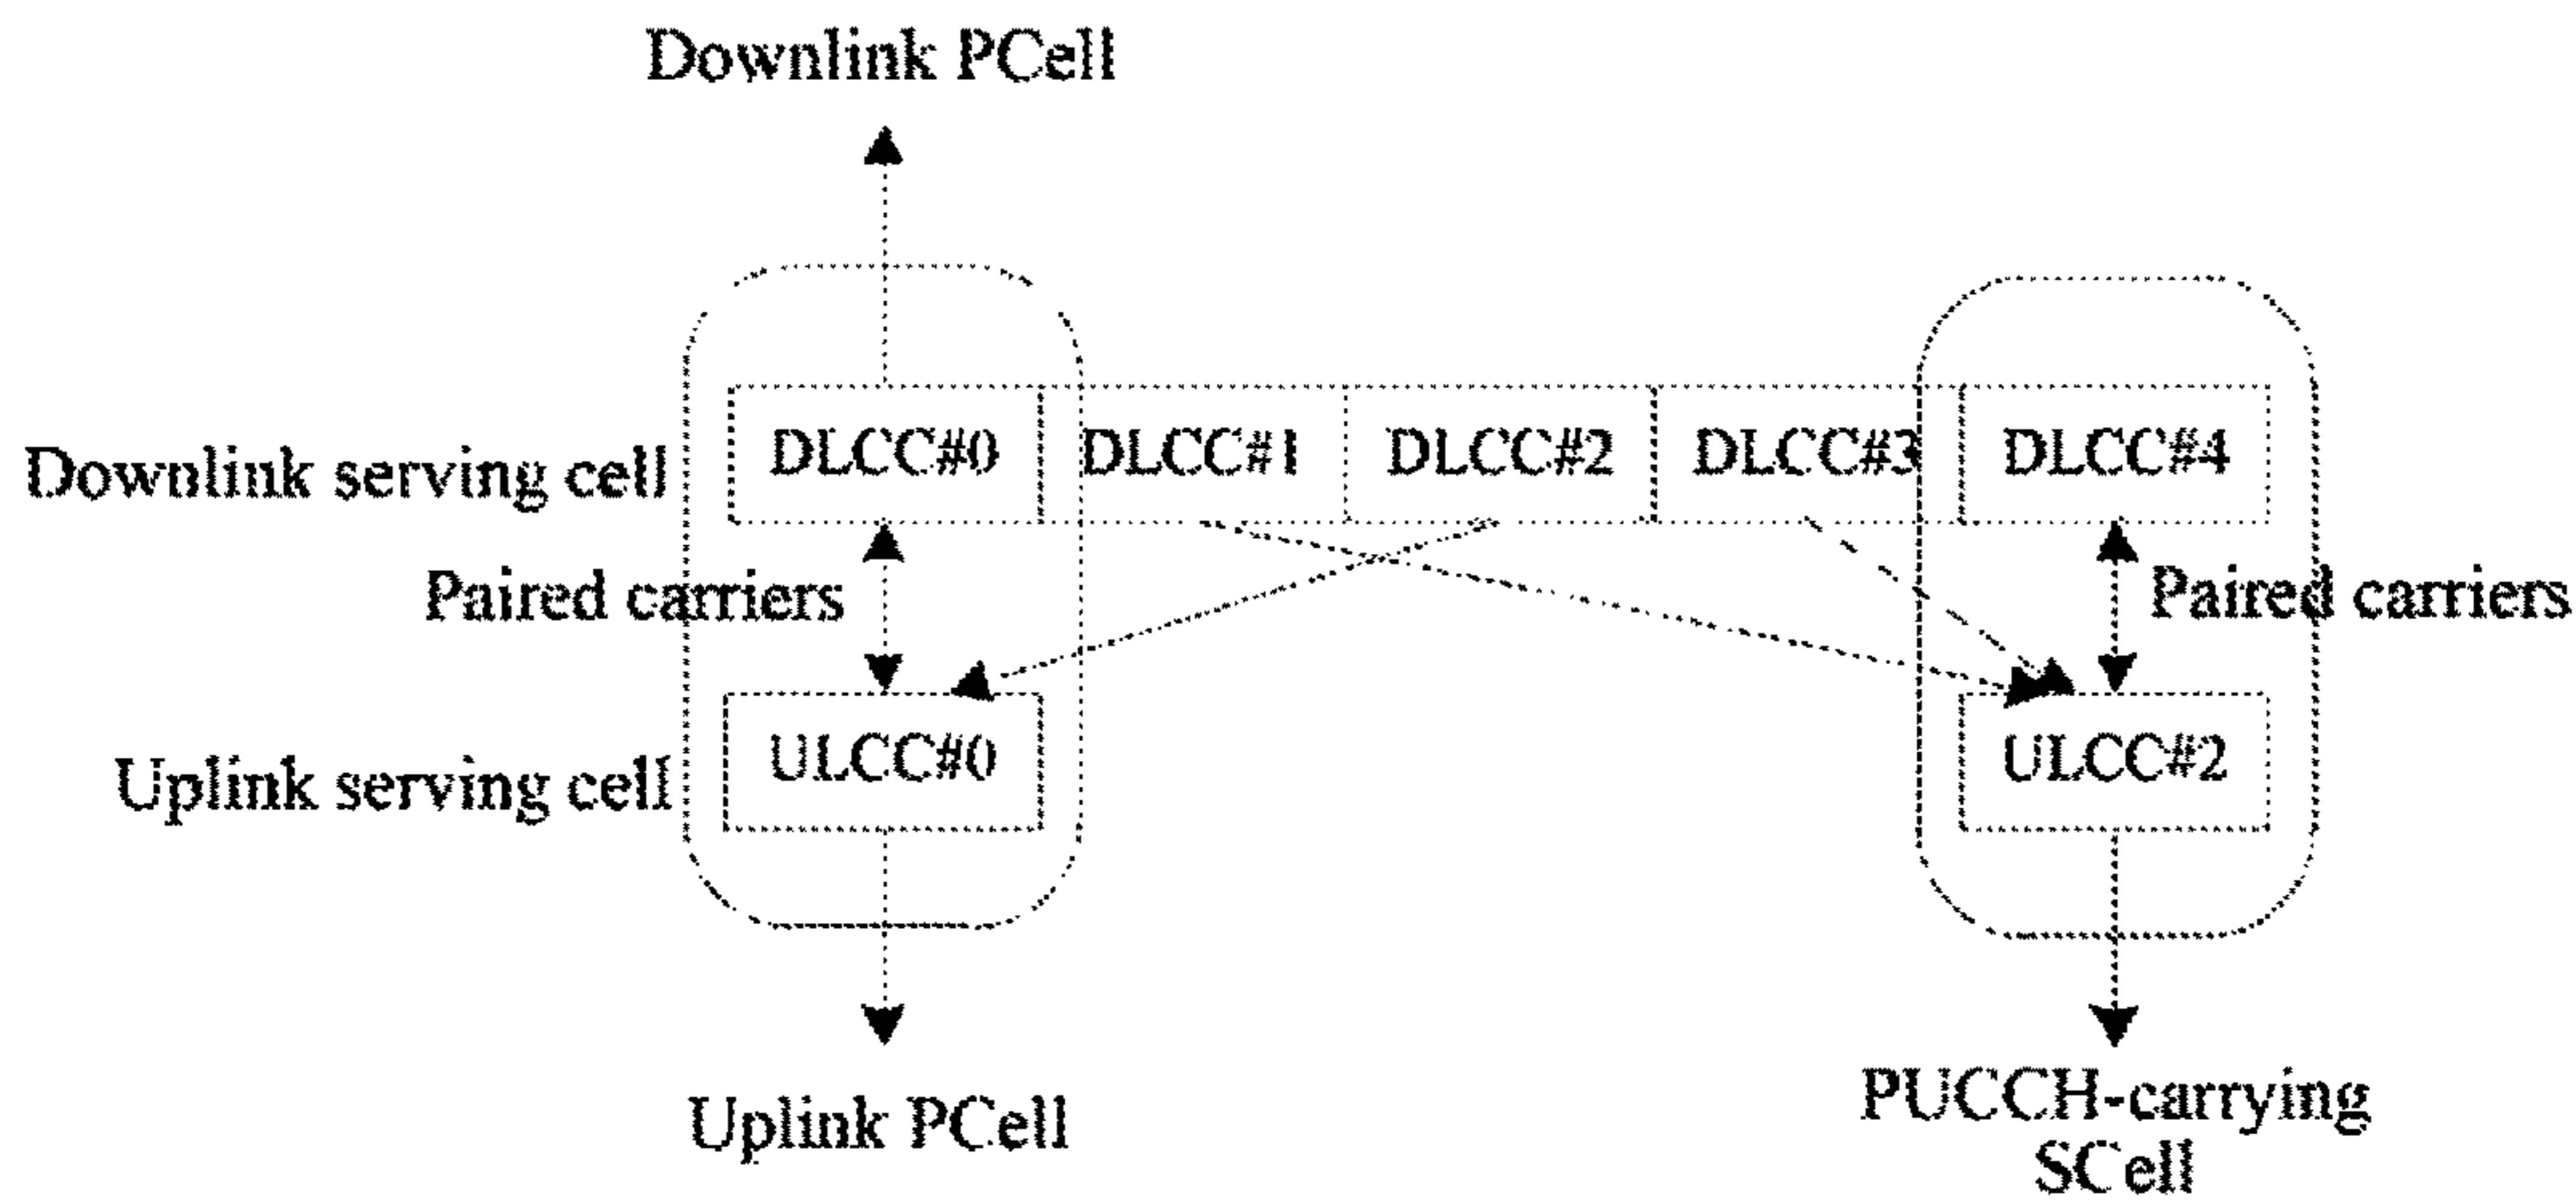 Downlink PCell
Downlink serving cell
DLCC#0
DLCC#1
DLCC#2
DLCC#3
DLCC#4
Paired carriers
Paired carriers
Uplink serving cell
ULCC#0
ULCC#2
Uplink PCell
PUCCH-carrying
SCell